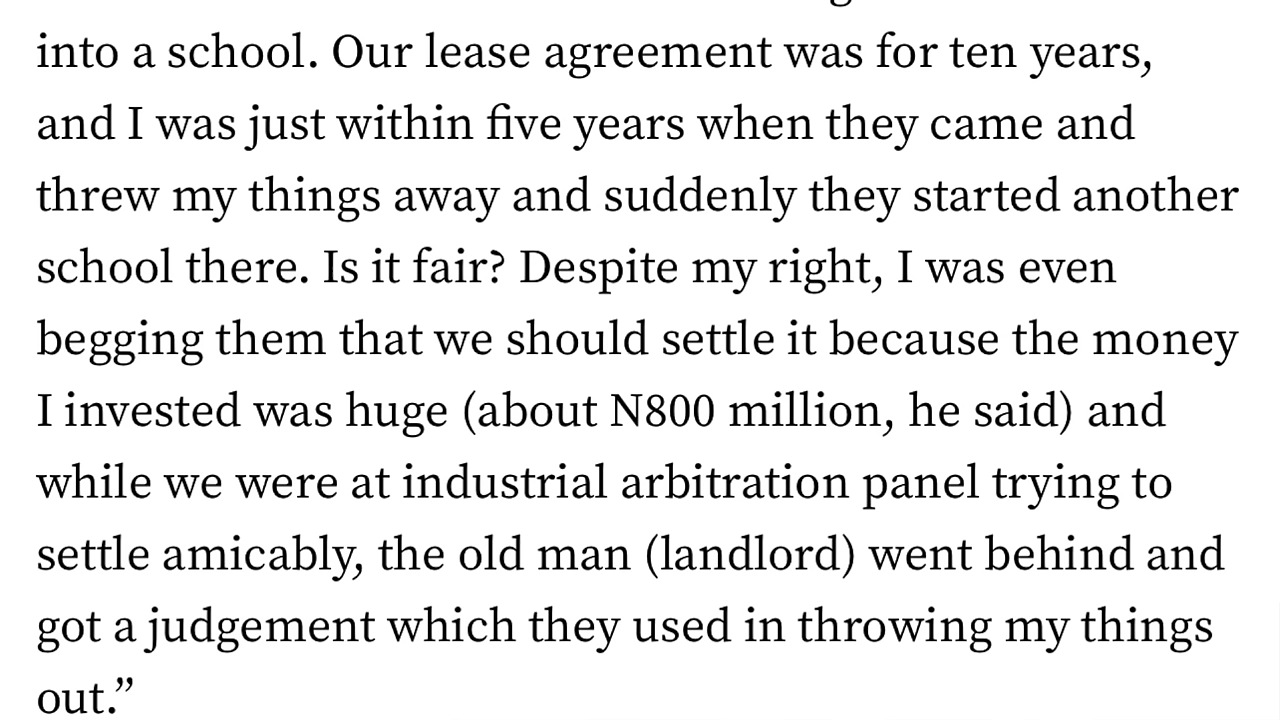 into a school. Our lease agreement was for ten years,
and I was just within five years when they came and
threw my things away and suddenly they started another
school there. Is it fair? Despite my right, I was even
begging them that we should settle it because the money
I invested was huge (about N800 million, he said) and
while we were at industrial arbitration panel trying to
settle amicably, the old man (landlord) went behind and
got a judgement which they used in throwing my things
out.”